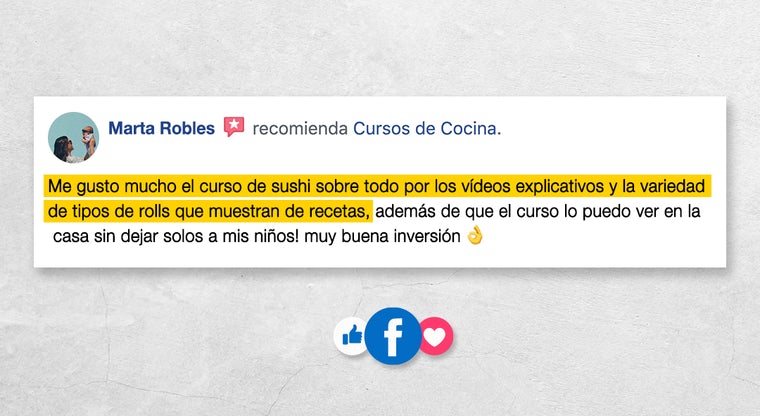 Marta Robles recomienda Cursos de Cocina.
Me gusto mucho el curso de sushi sobre todo por los vídeos explicativos y la variedad
de tipos de rolls que muestran de recetas, además de que el curso lo puedo ver en la
casa sin dejar solos a mis niños! muy buena inversión 👌
f